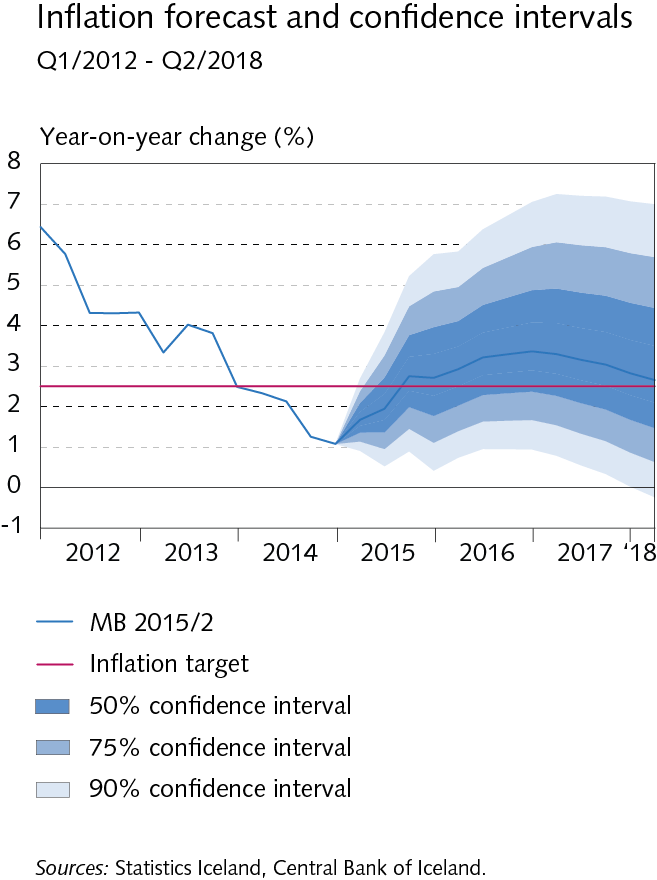 Inflation forecast and confidence intervals
Q1/2012 - Q2/2018
Year-on-year change (%)
8
7
6
5
4
3
2
1
0
-1
2012 2013 2014 2015 2016 2017 '18
MB 2015/2
Inflation target
50% confidence interval
75% confidence interval
90% confidence interval
Sources: Statistics Iceland, Central Bank of Iceland.